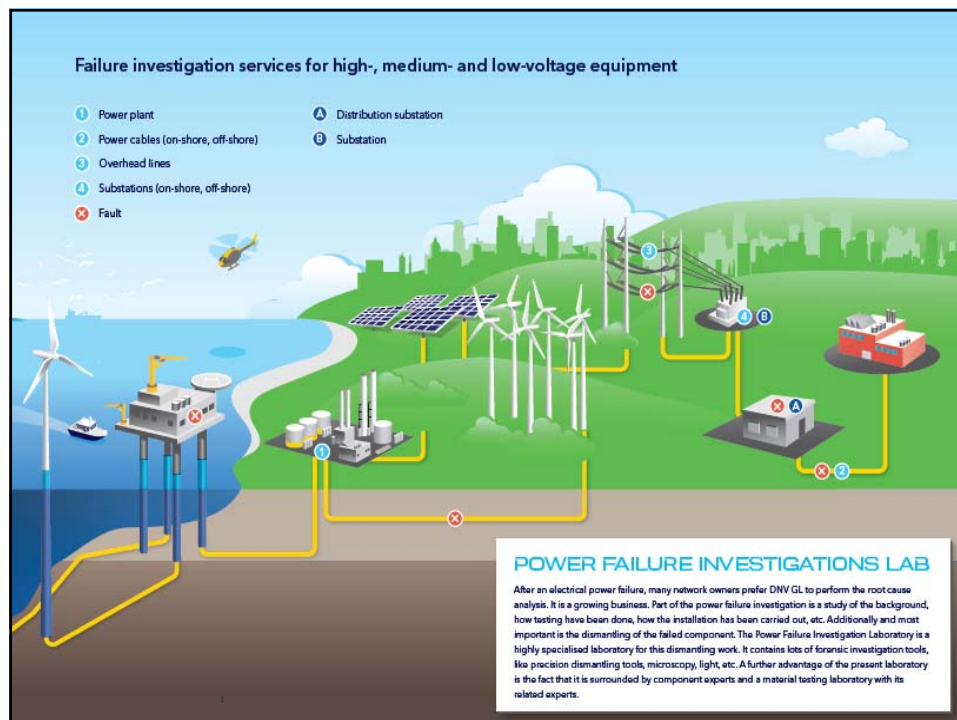 Failure investigation services for high-, medium- and low-voltage equipment
1 Power plant
2 Power cables (on-shore, off-shore)
3 Overhead lines
4 Substations (on-shore, off-shore)
× Fault
A Distribution substation
B Substation
3
×
4 B
×
× A
1
× 2
×
POWER FAILURE INVESTIGATIONS LAB
After an electrical power failure, many network owners prefer DNV GL to perform the root cause
analysis. It is a growing business. Part of the power failure investigation is a study of the background,
how testing have been done, how the installation has been carried out, etc. Additionally and most
important is the dismantling of the failed component. The Power Failure Investigation Laboratory is a
highly specialised laboratory for this dismantling work. It contains lots of forensic investigation tools,
like precision dismantling tools, microscopy, light, etc. A further advantage of the present laboratory
is the fact that it is surrounded by component experts and a material testing laboratory with its
related experts.